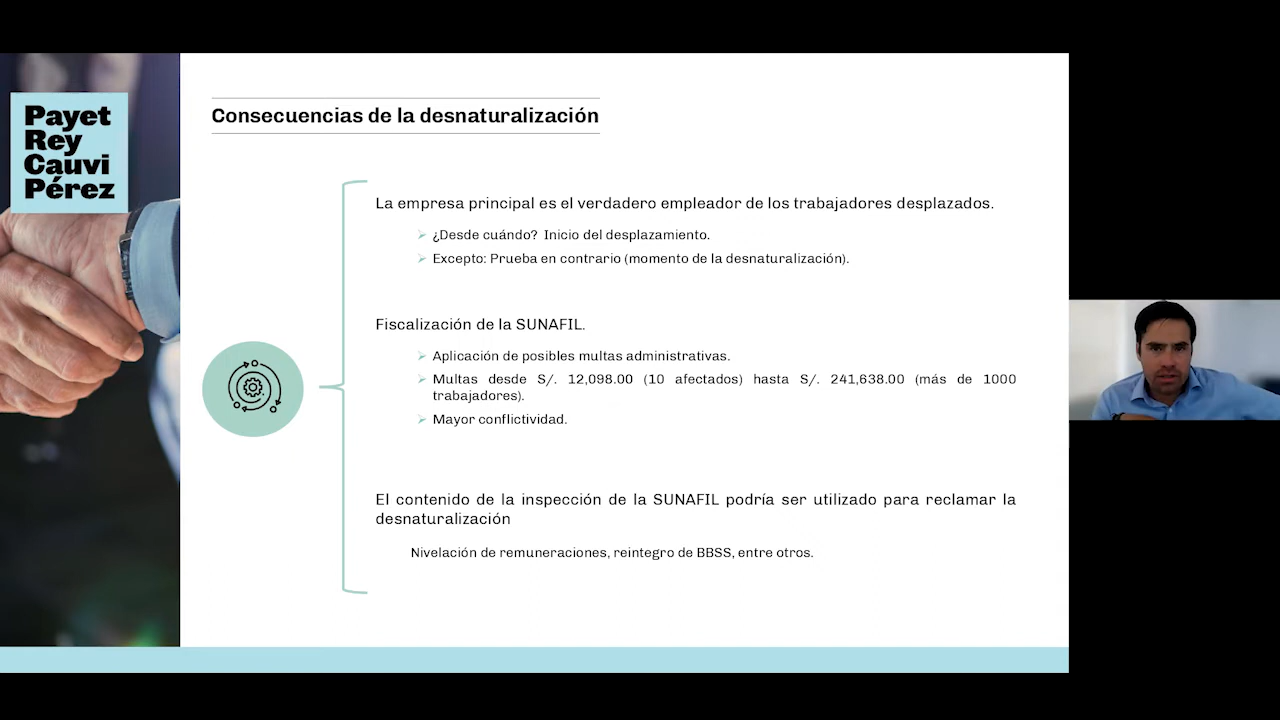 Payet
Rey
Cauvi
Pérez
Consecuencias de la desnaturalización
La empresa principal es el verdadero empleador de los trabajadores desplazados.
¿Desde cuándo? Inicio del desplazamiento.
Excepto: Prueba en contrario (momento de la desnaturalización).
Fiscalización de la SUNAFIL.
Aplicación de posibles multas administrativas.
Multas desde S/. 12,098.00 (10 afectados) hasta S/. 241,638.00 (más de 1000
trabajadores).
Mayor conflictividad.
El contenido de la inspección de la SUNAFIL podría ser utilizado para reclamar la
desnaturalización
Nivelación de remuneraciones, reintegro de BBSS, entre otros.